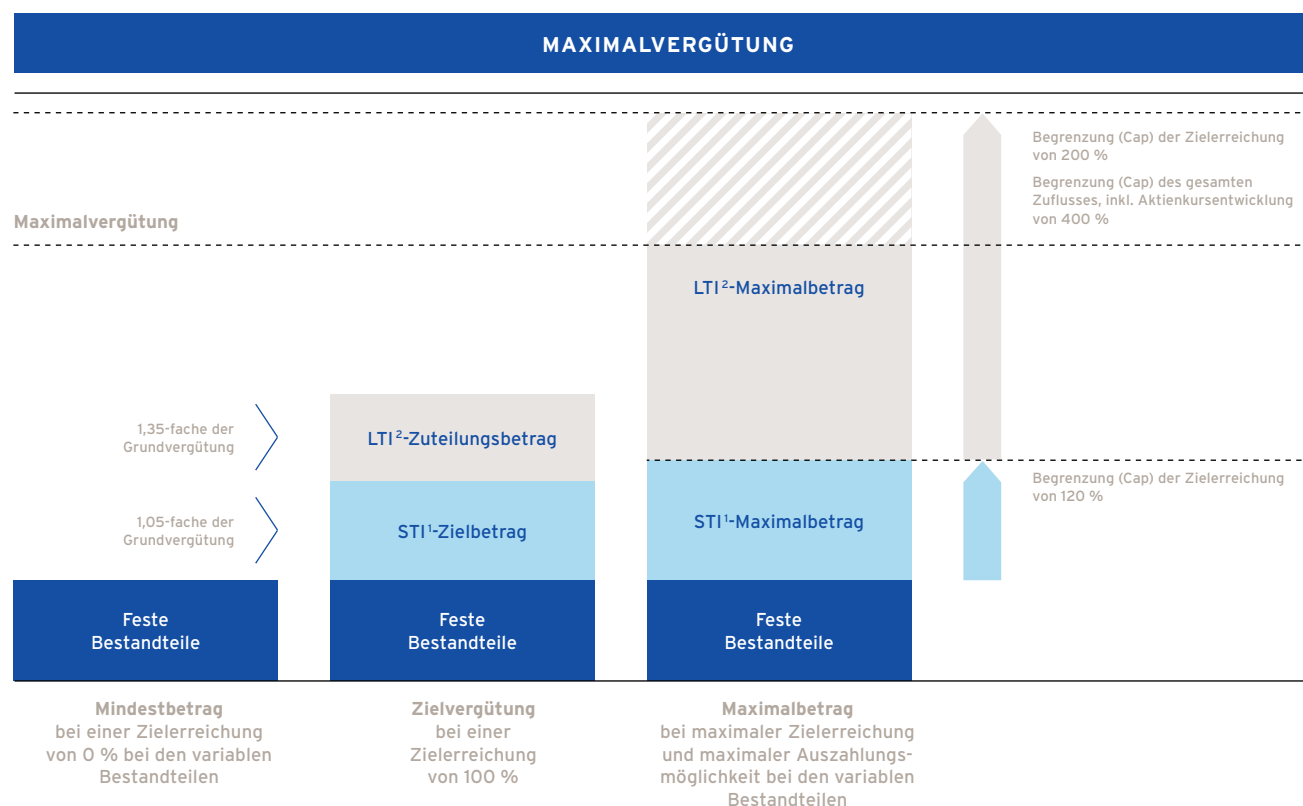 MAXIMALVERGÜTUNG
Begrenzung (Cap) der Zielerreichung
von 200 %
Begrenzung (Cap) des gesamten
Zuflusses, inkl. Aktienkursentwicklung
von 400 %
Maximalvergütung
LTI²-Maximalbetrag
1,35-fache der
Grundvergütung
LTI²-Zuteilungsbetrag
Begrenzung (Cap) der Zielerreichung
von 120 %
1,05-fache der
Grundvergütung
STI¹-Zielbetrag
STI¹-Maximalbetrag
Feste
Bestandteile
Feste
Bestandteile
Feste
Bestandteile
Mindestbetrag
bei einer Zielerreichung
von 0 % bei den variablen
Bestandteilen
Zielvergütung
bei einer
Zielerreichung
von 100 %
Maximalbetrag
bei maximaler Zielerreichung
und maximaler Auszahlungs-
möglichkeit bei den variablen
Bestandteilen